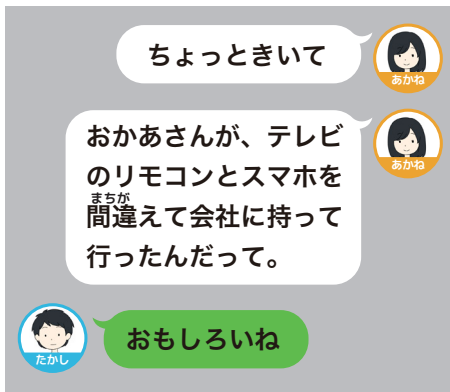 ちょっときいて
あかね
おかあさんが、テレビ
のリモコンとスマホを
まちが
間違えて会社に持って
行ったんだって。
あかね
おもしろいね
たかし